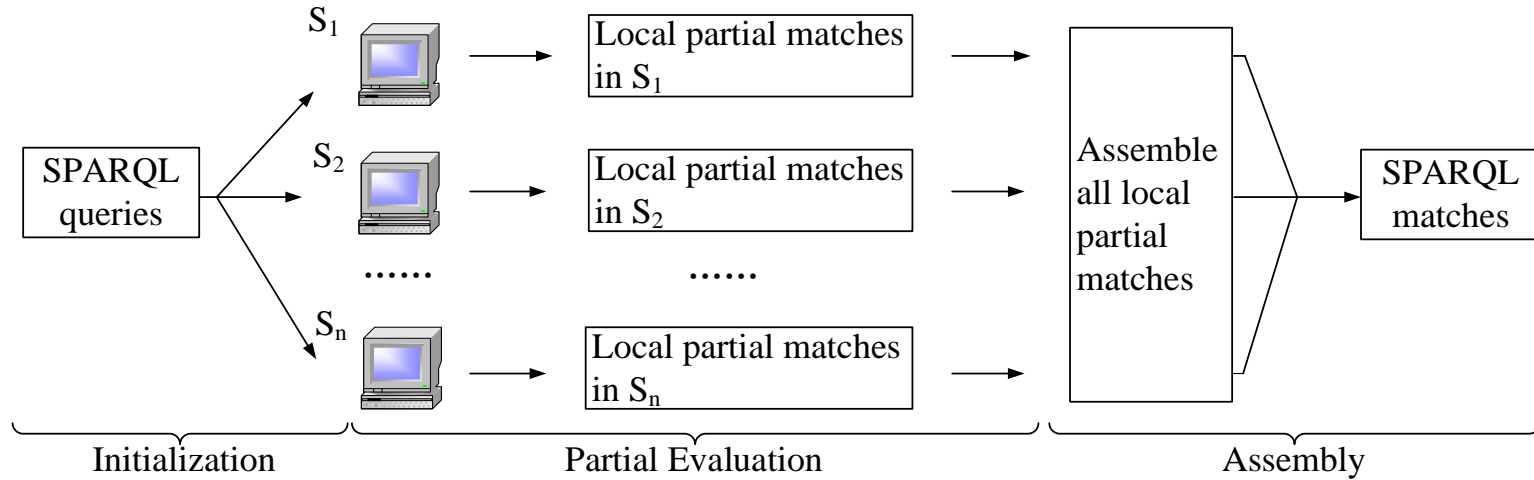 SPARQL
queries
S1
S2
......
Sn
Local partial matches
in S1
Local partial matches
in S2
......
Local partial matches
in Sn
Assemble
all local
partial
matches
SPARQL
matches
Initialization
Partial Evaluation
Assembly